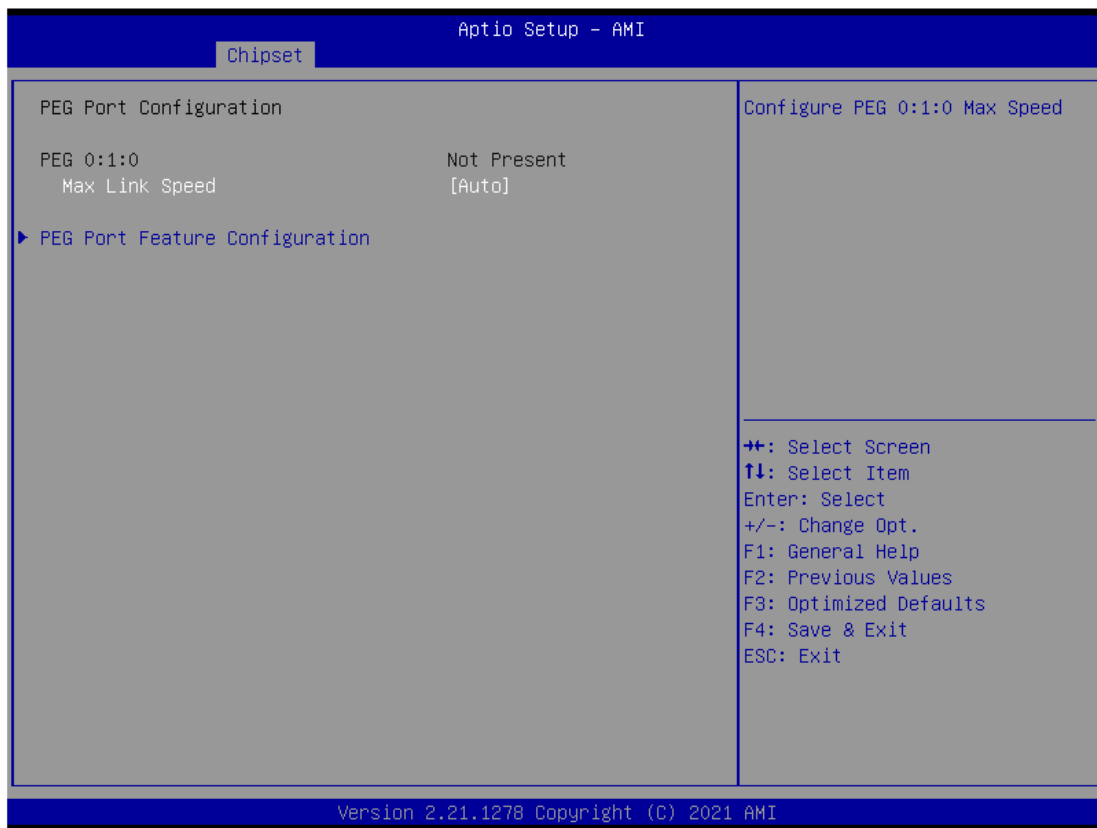 Aptio Setup – AMI
Chipset
PEG Port Configuration
PEG 0:1:0 Not Present
Max Link Speed [Auto]
PEG Port Feature Configuration
Configure PEG 0:1:0 Max Speed
→←: Select Screen
↑↓: Select Item
Enter: Select
+/-: Change Opt.
F1: General Help
F2: Previous Values
F3: Optimized Defaults
F4: Save & Exit
ESC: Exit
Version 2.21.1278 Copyright (C) 2021 AMI